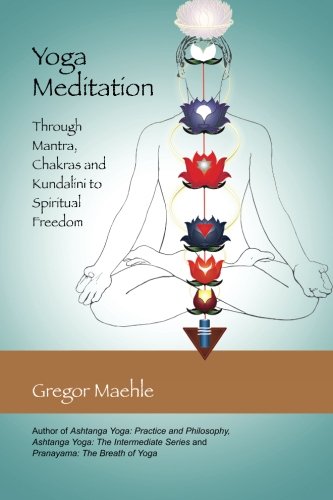 Yoga
Meditation
Through
Mantra,
Chakras and
Kundalini to
Spiritual
Freedom
Gregor Maehle
Author of Ashtanga Yoga: Practice and Philosophy,
Ashtanga Yoga: The Intermediate Series and
Pranayama: The Breath of Yoga